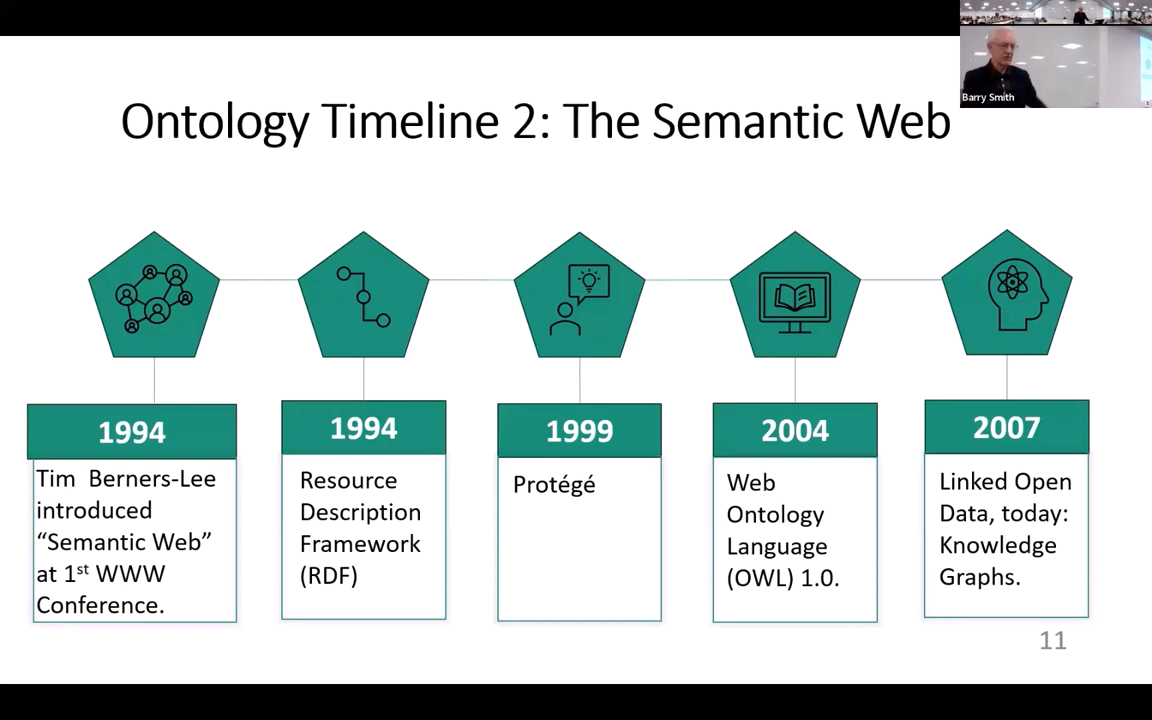 Barry Smith
Ontology Timeline 2: The Semantic Web
1994
Tim Berners-Lee
introduced
“Semantic Web”
at 1st WWW
Conference.
1994
Resource
Description
Framework
(RDF)
1999
Protégé
2004
Web
Ontology
Language
(OWL) 1.0.
2007
Linked Open
Data, today:
Knowledge
Graphs.
11